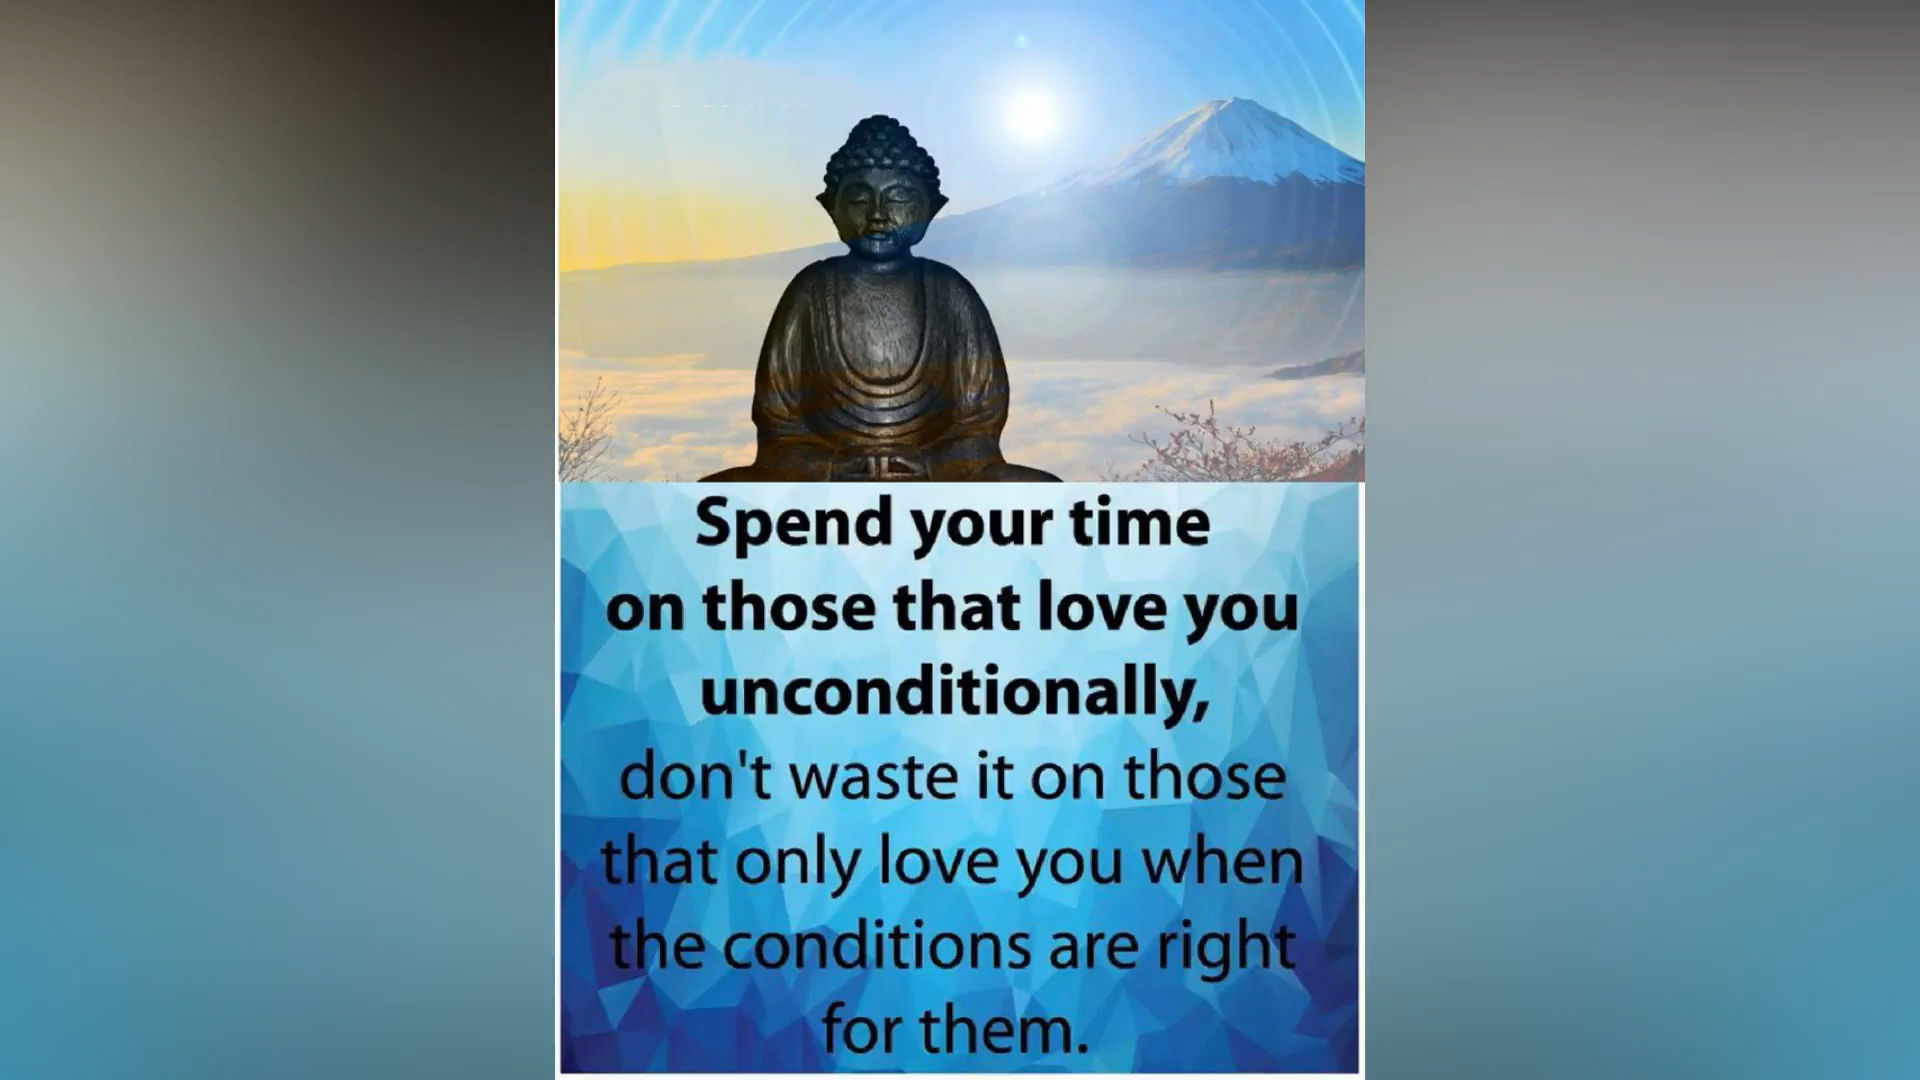 Spend your time
on those that love you
unconditionally,
don't waste it on those
that only love you when
the conditions are right
for them.